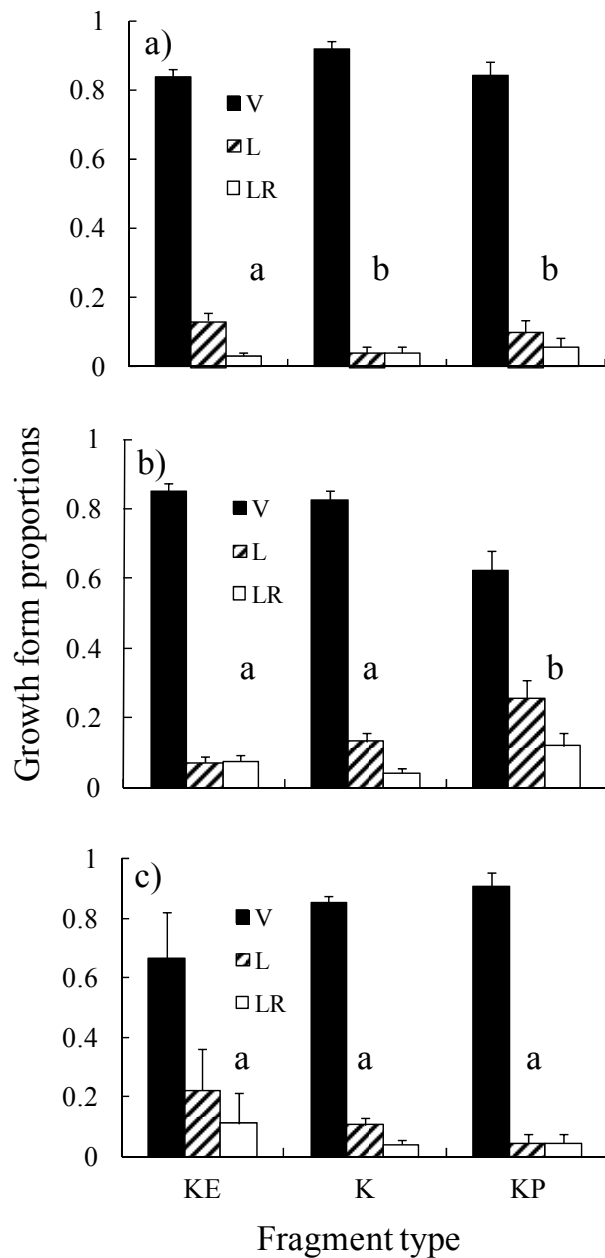 a)
1
0.8
0.6
0.4
0.2
0
V
L
LR
a b b
b)
1
0.8
0.6
0.4
0.2
0
V
L
LR
a a b
Growth form proportions
c)
1
0.8
0.6
0.4
0.2
0
V
L
LR
a a a
KE K KP
Fragment type